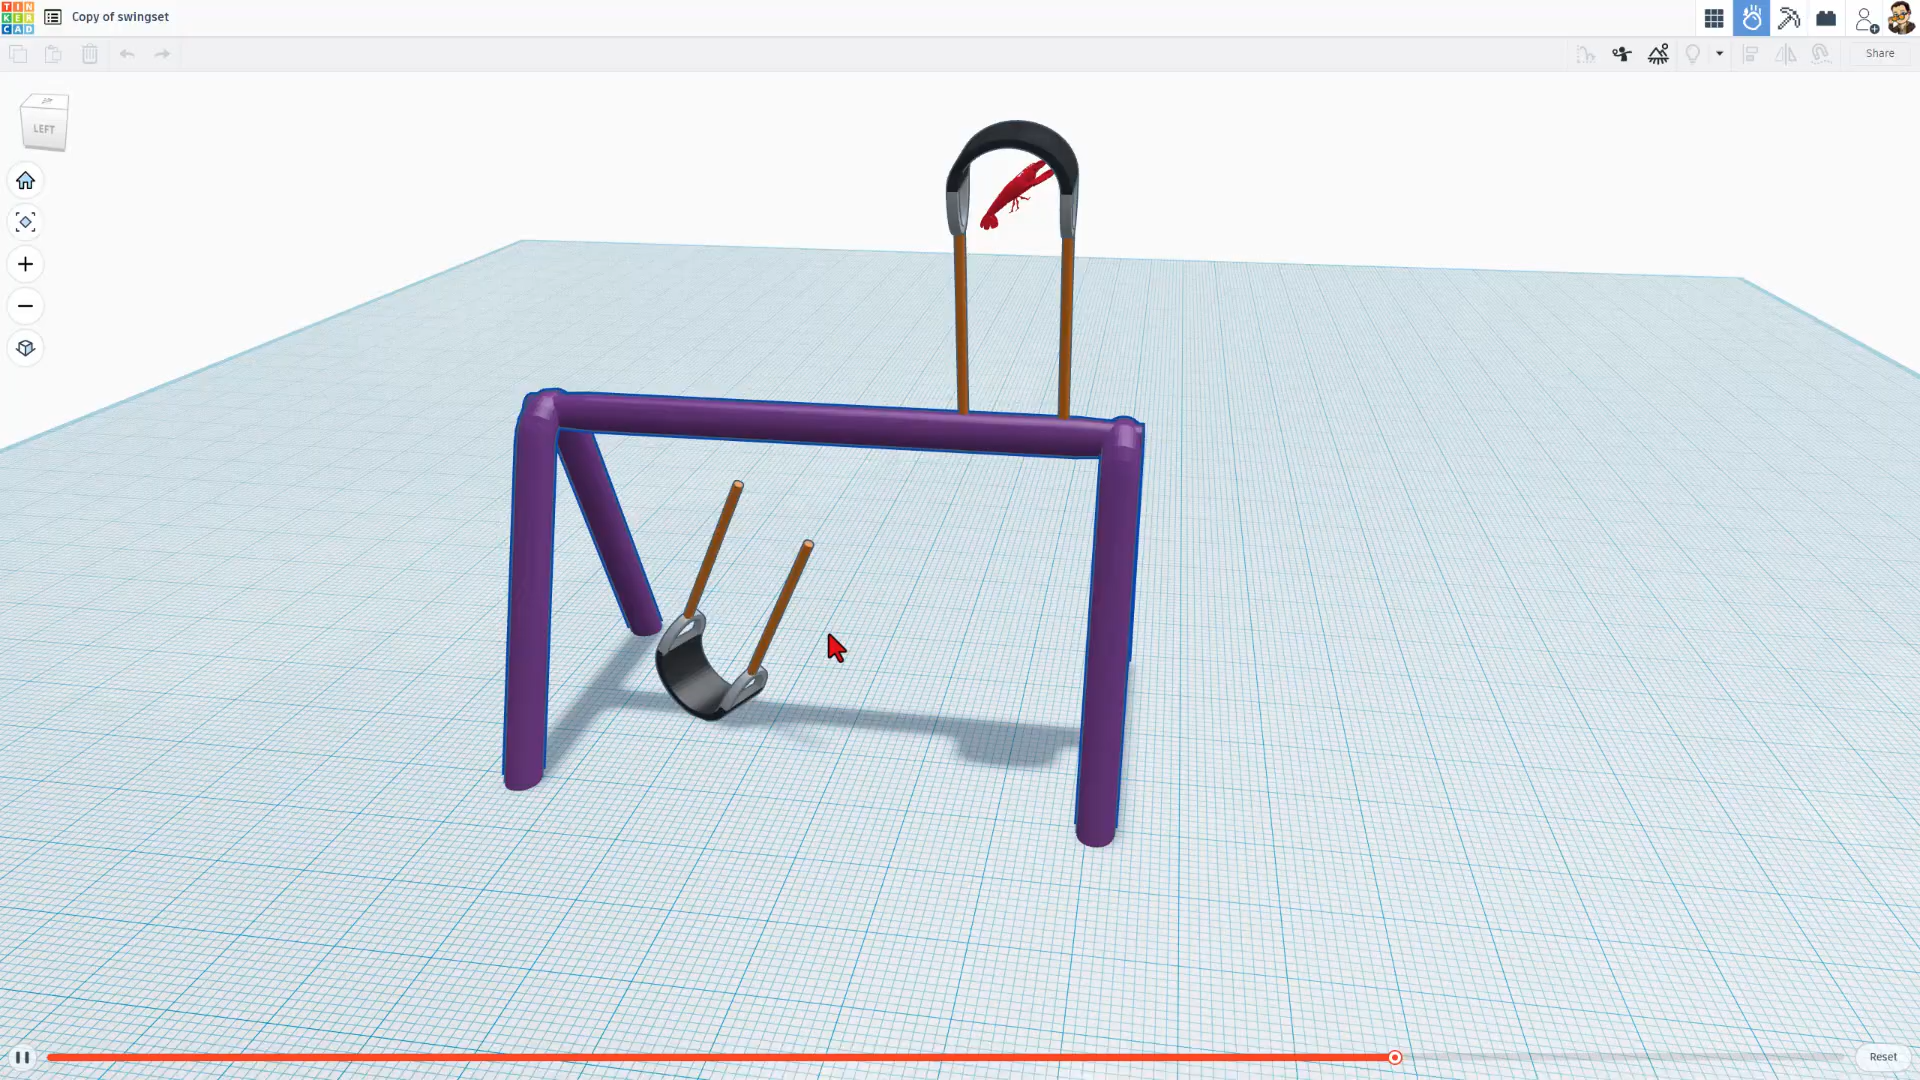 TIN
KER
CAD
Copy of swingset
Share
LEFT
Reset